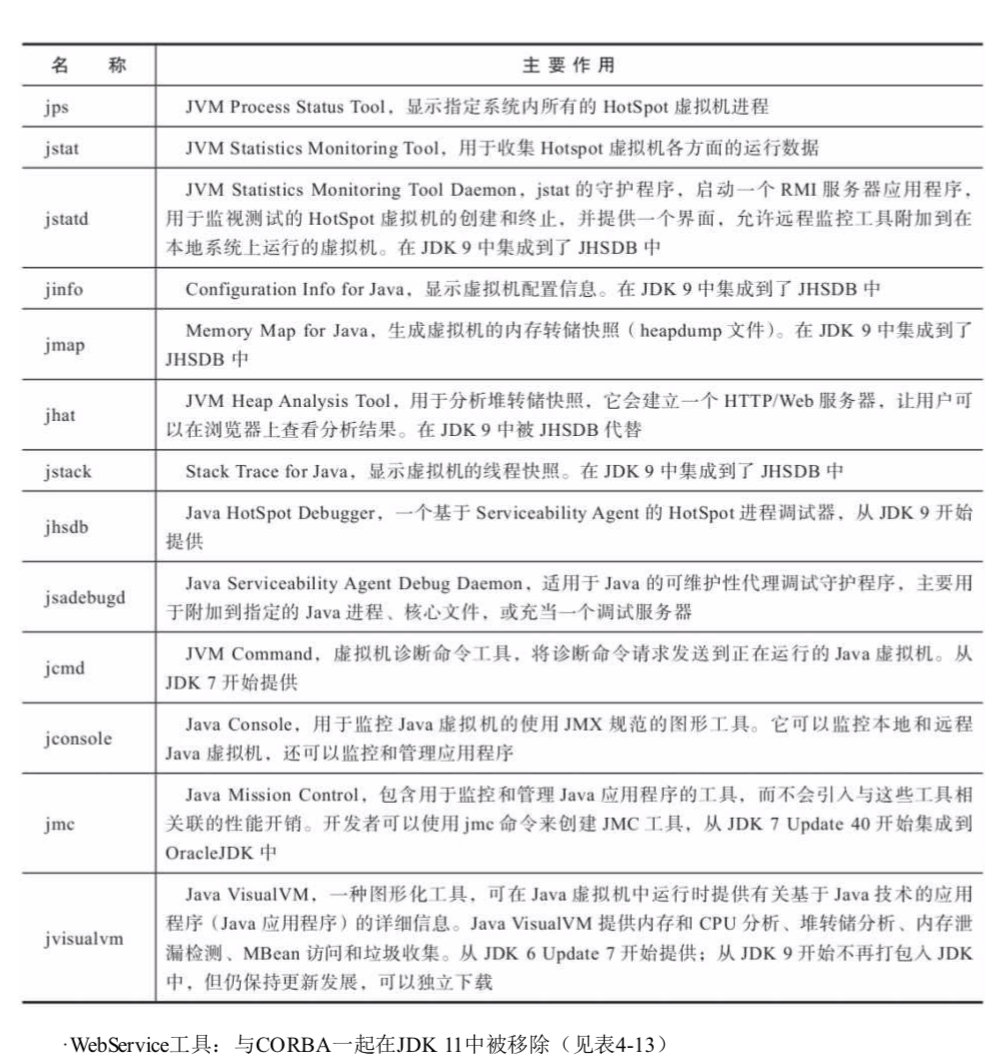 名 称 主 要 作 用
jps JVM Process Status Tool，显示指定系统内所有的 HotSpot 虚拟机进程
jstat JVM Statistics Monitoring Tool，用于收集 Hotspot 虚拟机各方面的运行数据
JVM Statistics Monitoring Tool Daemon，jstat 的守护程序，启动一个 RMI 服务器应用程序，
jstatd 用于监视测试的 HotSpot 虚拟机的创建和终止，并提供一个界面，允许远程监控工具附加到在
本地系统上运行的虚拟机。在 JDK 9 中集成到了 JHSDB 中
jinfo Configuration Info for Java，显示虚拟机配置信息。在 JDK 9 中集成到了 JHSDB 中
jmap Memory Map for Java，生成虚拟机的内存转储快照（heapdump 文件）。在 JDK 9 中集成到了
JHSDB 中
jhat JVM Heap Analysis Tool，用于分析堆转储快照，它会建立一个 HTTP/Web 服务器，让用户可
以在浏览器上查看分析结果。在 JDK 9 中被 JHSDB 代替
jstack Stack Trace for Java，显示虚拟机的线程快照。在 JDK 9 中集成到了 JHSDB 中
jhsdb Java HotSpot Debugger，一个基于 Serviceability Agent 的 HotSpot 进程调试器，从 JDK 9 开始
提供
jsadebugd Java Serviceability Agent Debug Daemon，适用于 Java 的可维护性代理调试守护程序，主要用
于附加到指定的 Java 进程、核心文件，或充当一个调试服务器
jcmd JVM Command，虚拟机诊断命令工具，将诊断命令请求发送到正在运行的 Java 虚拟机。从
JDK 7 开始提供
jconsole Java Console，用于监控 Java 虚拟机的使用 JMX 规范的图形工具。它可以监控本地和远程
Java 虚拟机，还可以监控和管理应用程序
Java Mission Control，包含用于监控和管理 Java 应用程序的工具，而不会引入与这些工具相
jmc 关联的性能开销。开发者可以使用 jmc 命令来创建 JMC 工具，从 JDK 7 Update 40 开始集成到
OracleJDK 中
Java VisualVM，一种图形化工具，可在 Java 虚拟机中运行时提供有关基于 Java 技术的应用
jvisualvm 程序（Java 应用程序）的详细信息。Java VisualVM 提供内存和 CPU 分析、堆转储分析、内存泄
漏检测、MBean 访问和垃圾收集。从 JDK 6 Update 7 开始提供；从 JDK 9 开始不再打包入 JDK
中，但仍保持更新发展，可以独立下载
·WebService工具：与CORBA一起在JDK 11中被移除（见表4-13）